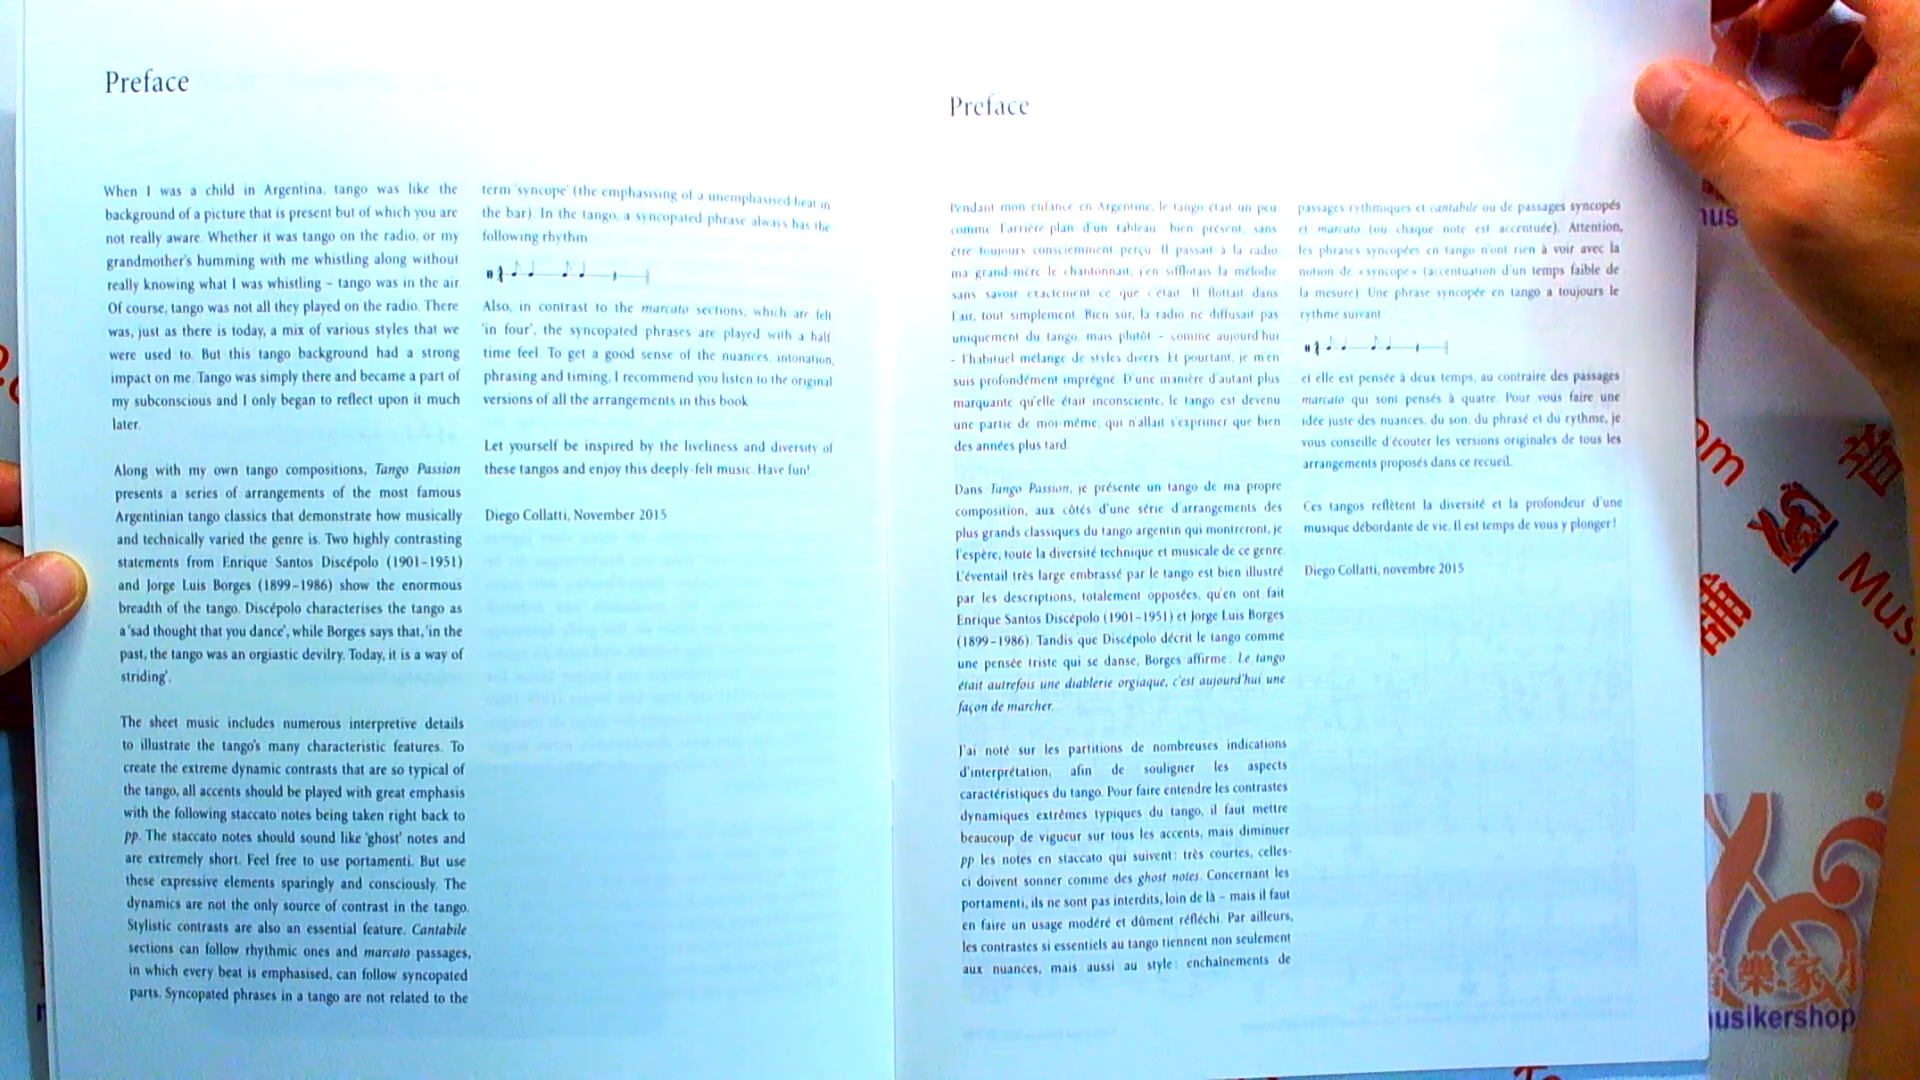 Preface
When I was a child in Argentina, tango was like the
background of a picture that is present but of which you are
not really aware. Whether it was tango on the radio, or my
grandmother's humming with me whistling along without
really knowing what I was whistling – tango was in the air.
Of course, tango was not all they played on the radio. There
was, just as there is today, a mix of various styles that we
were used to. But this tango background had a strong
impact on me. Tango was simply there and became a part of
my subconscious and I only began to reflect upon it much
later.
Along with my own tango compositions, Tango Passion
presents a series of arrangements of the most famous
Argentinian tango classics that demonstrate how musically
and technically varied the genre is. Two highly contrasting
statements from Enrique Santos Discépolo (1901–1951)
and Jorge Luis Borges (1899–1986) show the enormous
breadth of the tango. Discépolo characterises the tango as
a 'sad thought that you dance', while Borges says that, 'in the
past, the tango was an orgiastic devilry. Today, it is a way of
striding'.
The sheet music includes numerous interpretive details
to illustrate the tango's many characteristic features. To
create the extreme dynamic contrasts that are so typical of
the tango, all accents should be played with great emphasis
with the following staccato notes being taken right back to
pp. The staccato notes should sound like 'ghost' notes and
are extremely short. Feel free to use portamenti. But use
these expressive elements sparingly and consciously. The
dynamics are not the only source of contrast in the tango.
Stylistic contrasts are also an essential feature. Cantabile
sections can follow rhythmic ones and marcato passages,
in which every beat is emphasised, can follow syncopated
parts. Syncopated phrases in a tango are not related to the
term 'syncope' (the emphasising of a unemphasised beat in
the bar). In the tango, a syncopated phrase always has the
following rhythm
Also, in contrast to the marcato sections, which are felt
'in four', the syncopated phrases are played with a half
time feel. To get a good sense of the nuances, intonation,
phrasing and timing, I recommend you listen to the original
versions of all the arrangements in this book.
Let yourself be inspired by the liveliness and diversity of
these tangos and enjoy this deeply-felt music. Have fun!
Diego Collatti, November 2015
Preface
Pendant mon enfance en Argentine, le tango était un peu
comme l'arrière plan d'un tableau bien présent, sans
être toujours consciemment perçu. Il passait à la radio
ma grand-mère le chantonnait, j'en sifflotais la mélodie
sans savoir exactement ce que c'était. Il flottait dans
l'air, tout simplement. Bien sûr, la radio ne diffusait pas
uniquement du tango, mais plutôt – comme aujourd'hui
– l'habituel mélange de styles divers. Et pourtant, je m'en
suis profondément imprégné. D'une manière d'autant plus
marquante qu'elle était inconsciente, le tango est devenu
une partie de moi-même, qui n'allait s'exprimer que bien
des années plus tard.
Dans Tango Passion, je présente un tango de ma propre
composition, aux côtés d'une série d'arrangements des
plus grands classiques du tango argentin qui montreront, je
l'espère, toute la diversité technique et musicale de ce genre.
L'éventail très large embrassé par le tango est bien illustré
par les descriptions, totalement opposées, qu'en ont fait
Enrique Santos Discépolo (1901–1951) et Jorge Luis Borges
(1899–1986). Tandis que Discépolo décrit le tango comme
une pensée triste qui se danse, Borges affirme : Le tango
était autrefois une diablerie orgiaque, c'est aujourd'hui une
façon de marcher.
J'ai noté sur les partitions de nombreuses indications
d'interprétation, afin de souligner les aspects
caractéristiques du tango. Pour faire entendre les contrastes
dynamiques extrêmes typiques du tango, il faut mettre
beaucoup de vigueur sur tous les accents, mais diminuer
pp les notes en staccato qui suivent : très courtes, celles-
ci doivent sonner comme des ghost notes. Concernant les
portamenti, ils ne sont pas interdits, loin de là – mais il faut
en faire un usage modéré et dûment réfléchi. Par ailleurs,
les contrastes si essentiels au tango tiennent non seulement
aux nuances, mais aussi au style : enchaînements de
passages rythmiques et cantabile ou de passages syncopés
et marcato (ou chaque note est accentuée). Attention,
les phrases syncopées en tango n'ont rien à voir avec la
notion de « syncope » (accentuation d'un temps faible de
la mesure). Une phrase syncopée en tango a toujours le
rythme suivant
et elle est pensée à deux temps, au contraire des passages
marcato qui sont pensés à quatre. Pour vous faire une
idée juste des nuances, du son, du phrasé et du rythme, je
vous conseille d'écouter les versions originales de tous les
arrangements proposés dans ce recueil.
Ces tangos reflètent la diversité et la profondeur d'une
musique débordante de vie. Il est temps de vous y plonger!
Diego Collatti, novembre 2015
om
Mus
樂家小
usikershop